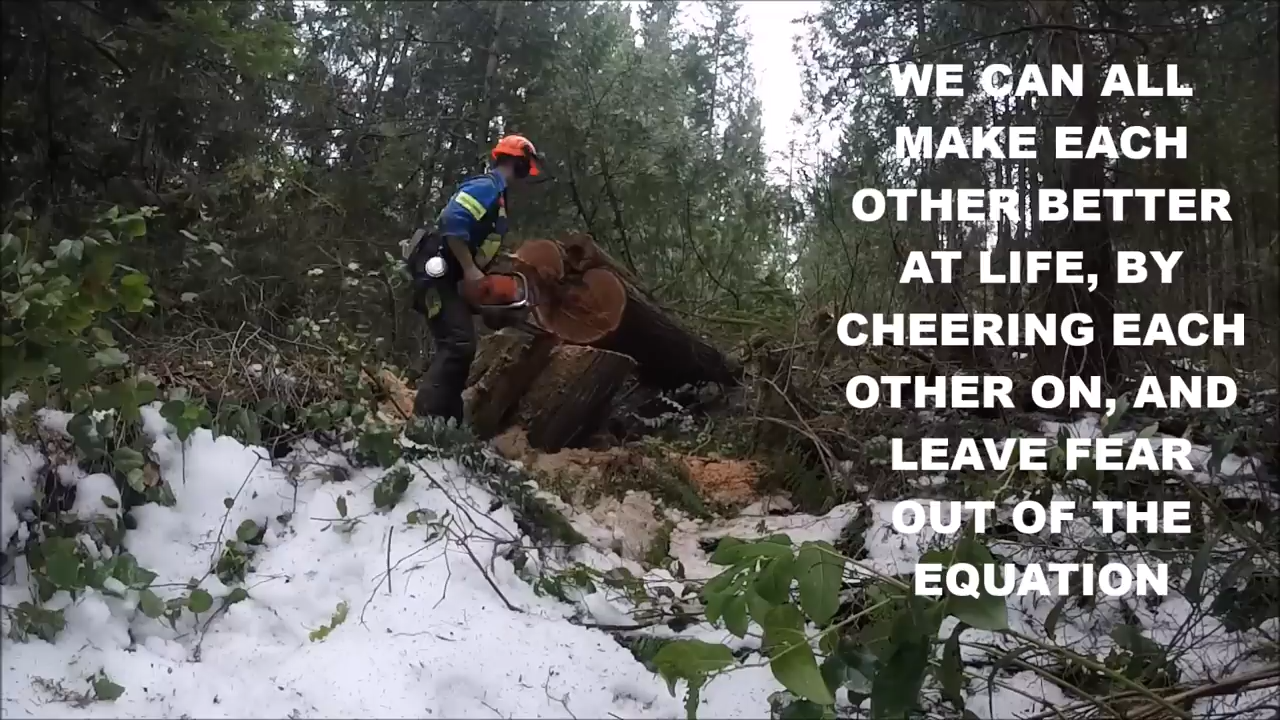 WE CAN ALL
MAKE EACH
OTHER BETTER
AT LIFE, BY
CHEERING EACH
OTHER ON, AND
LEAVE FEAR
OUT OF THE
EQUATION